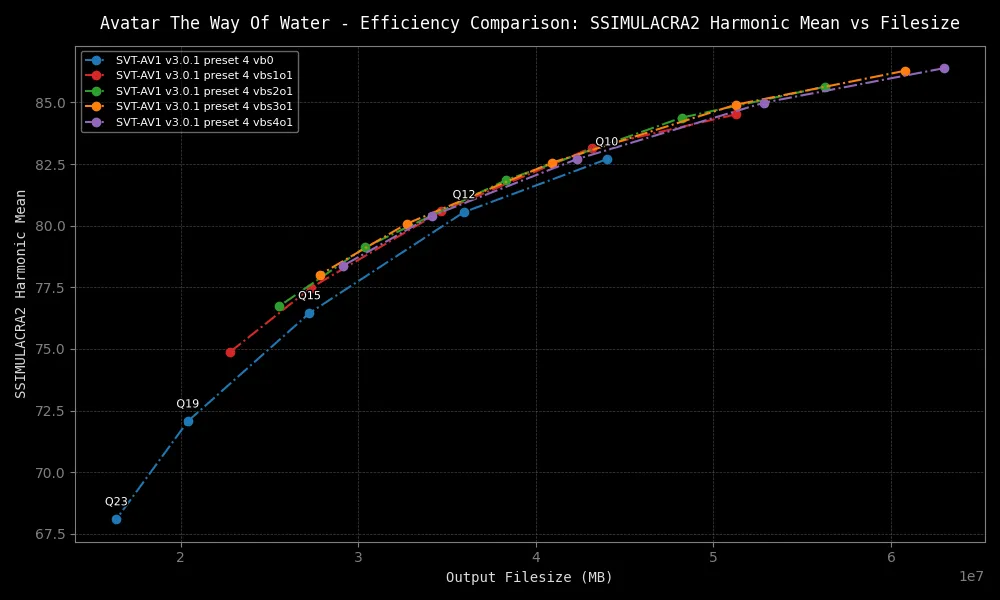 Avatar The Way Of Water - Efficiency Comparison: SSIMULACRA2 Harmonic Mean vs Filesize
SVT-AV1 v3.0.1 preset 4 vb0
SVT-AV1 v3.0.1 preset 4 vbs1o1
SVT-AV1 v3.0.1 preset 4 vbs2o1
SVT-AV1 v3.0.1 preset 4 vbs3o1
SVT-AV1 v3.0.1 preset 4 vbs4o1
SSIMULACRA2 Harmonic Mean
85.0
82.5
80.0
77.5
75.0
72.5
70.0
67.5
Q10
Q12
Q15
Q19
Q23
2
3
4
5
6
1e7
Output Filesize (MB)